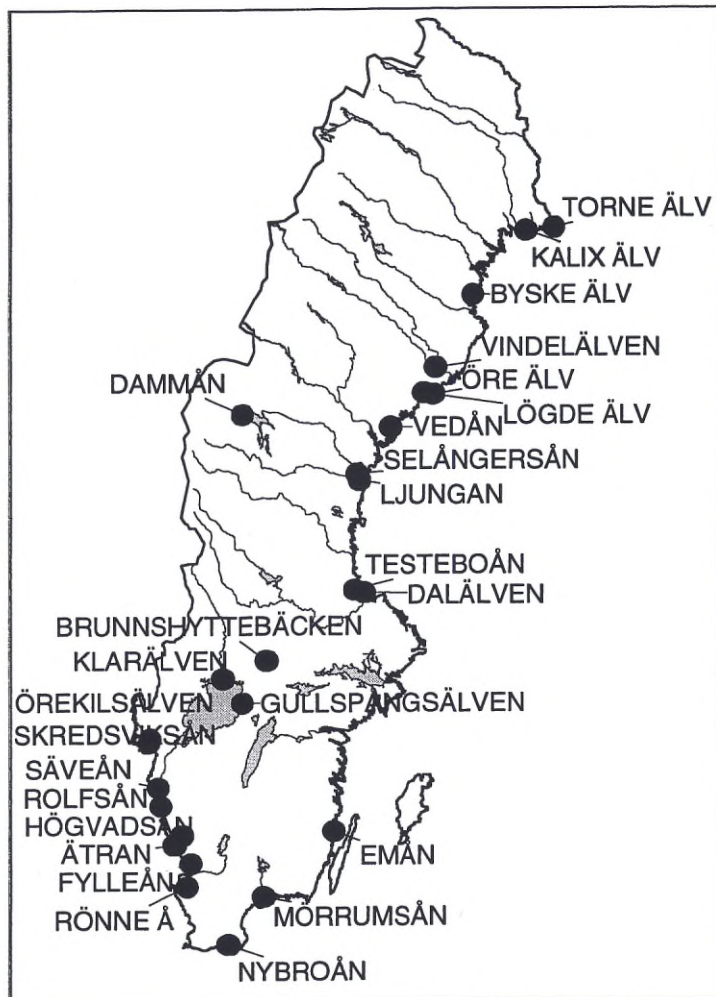 TORNE ÄLV
KALIX ÄLV
BYSKE ÄLV
VINDELÄLVEN
ÖRE ÄLV
DAMMÅN
LÖGDE ÄLV
VEDÅN
SELÅNGERSÅN
LJUNGAN
TESTEBOÅN
DALÄLVEN
BRUNNSHYTTEBÄCKEN
KLARÄLVEN
ÖREKILSÄLVEN
GULLSPÅNGSÄLVEN
SKREDSVIKSÅN
SÄVEÅN
ROLFSÅN
HÖGVADSÅN
ÄTRAN
EMÅN
FYLLEÅN
RÖNNE Å
MÖRRUMSÅN
NYBROÅN